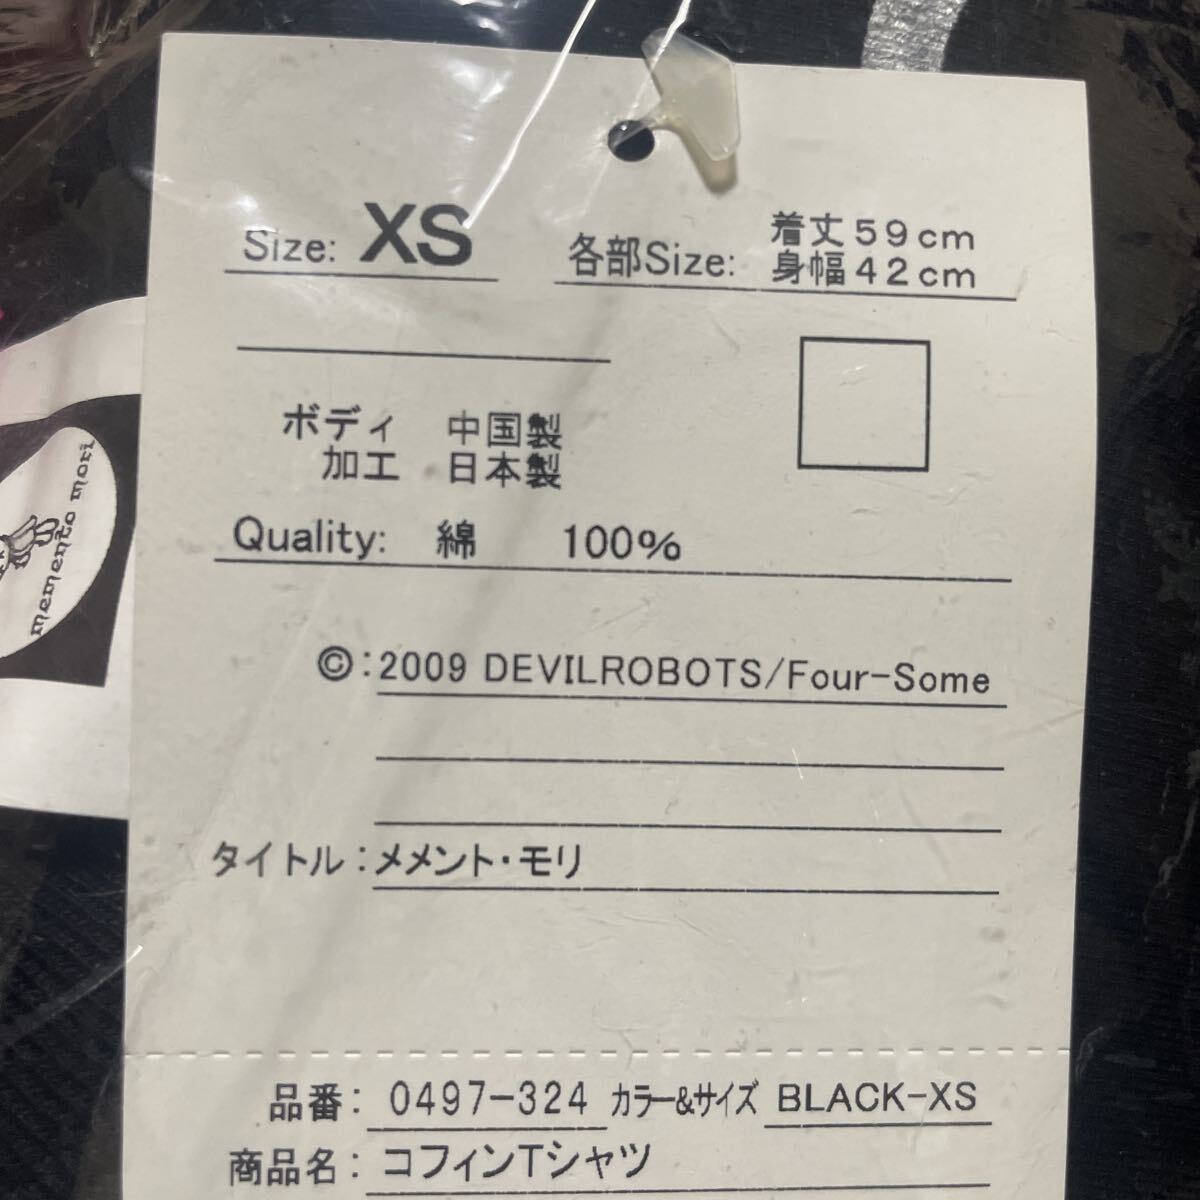 Size: XS
各部Size: 着丈59cm
身幅42cm
ボディ 中国製
加工 日本製
Quality: 綿 100%
©:2009 DEVILROBOTS/Four-Some
タイトル:メメント・モリ
品番: 0497-324 カラー&サイズ BLACK-XS
商品名: コフィンTシャツ
memento mori